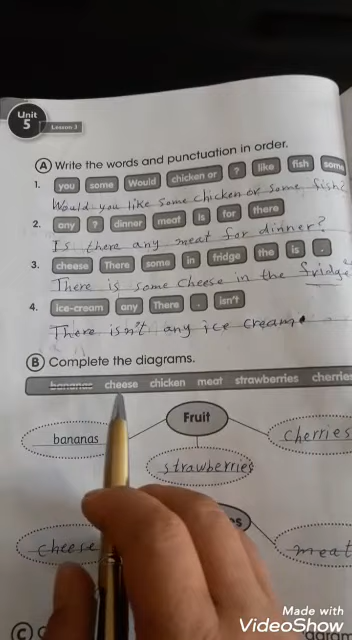 Unit
5
Lesson 3
A Write the words and punctuation in order.
1. you some Would chicken or ? like fish some
Would you like some chicken or some fish?
2. any ? dinner meat Is for there
Is there any meat for dinner?
3. cheese There some in fridge the is .
There is some cheese in the fridge
4. ice-cream any There . isn't
There isn't any ice cream.
B Complete the diagrams.
bananas cheese chicken meat strawberries cherries
Fruit
bananas
cherries
strawberries
cheese
meat
C
Made with
VideoShow